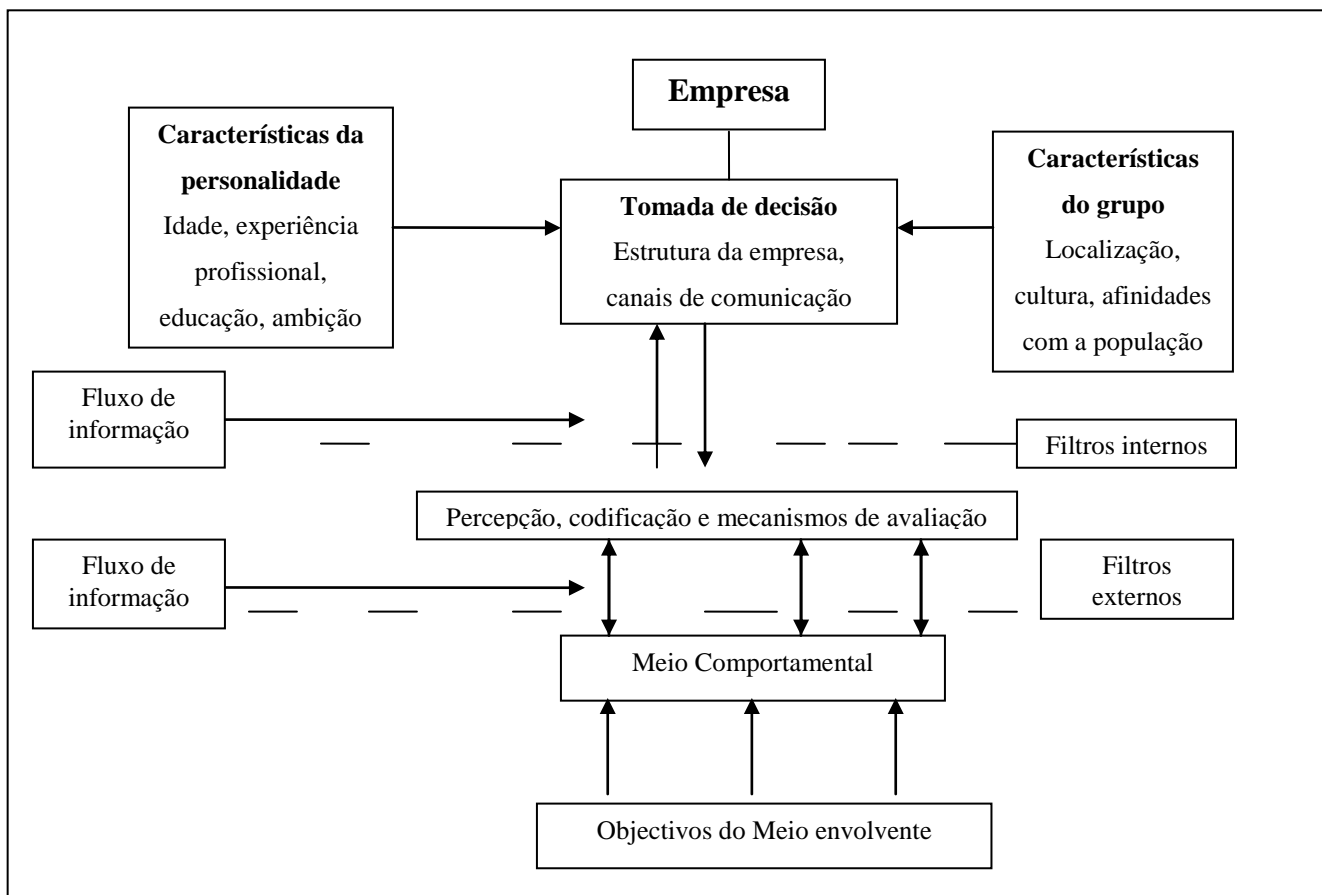 Empresa
Característicias da
personalidade
Idade, experiência
profissional,
educação, ambição
Tomada de decisão
Estrutura da empresa,
canais de comunicação
Característicias
do grupo
Localização,
cultura, afinidades
com a população
Fluxo de
informação
Filtros internos
Percepção, codificação e mecanismos de avaliação
Fluxo de
informação
Filtros
externos
Meio Comportamental
Objectivos do Meio envolvente